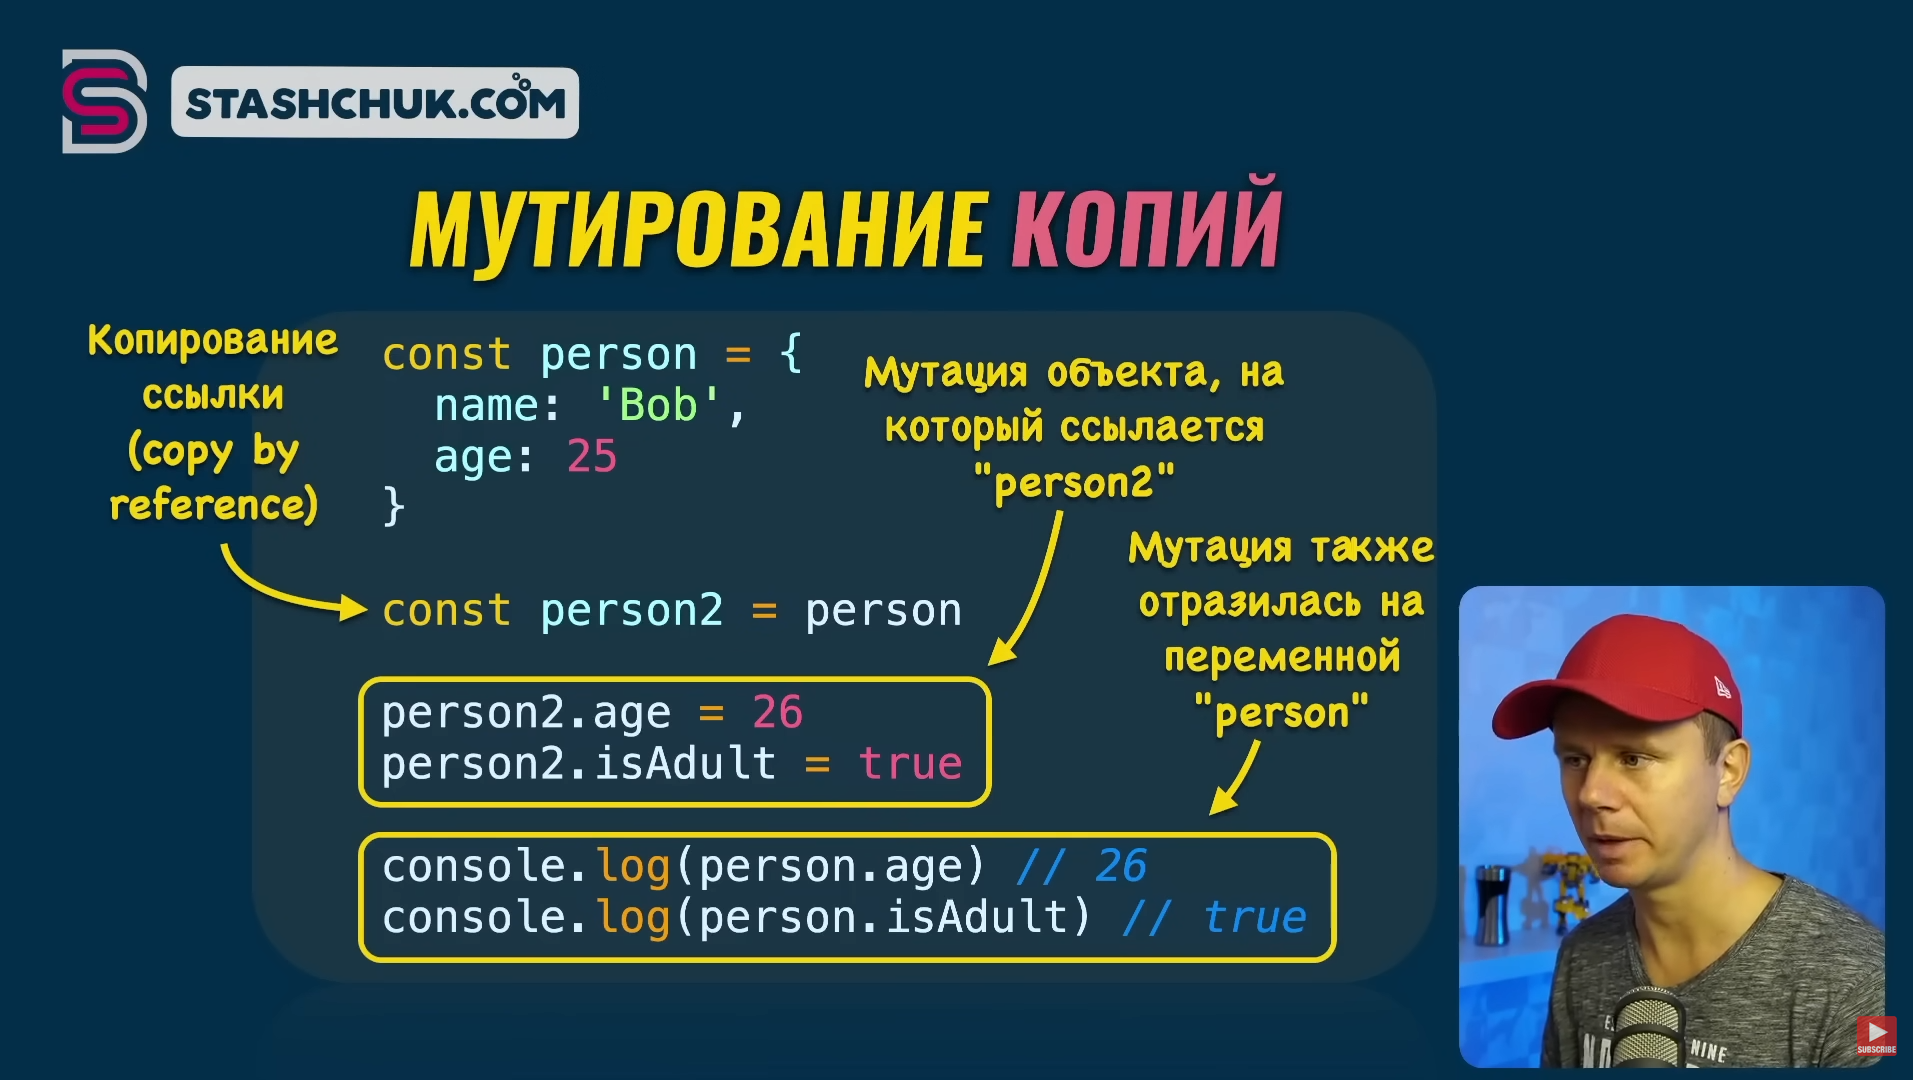 STASHCHUK.COM
МУТИРОВАНИЕ КОПИЙ
Копирование
ссылки
(copy by
reference)
const person = {
name: 'Bob',
age: 25
}
Мутация объекта, на
который ссылается
"person2"
const person2 = person
Мутация также
отразилась на
переменной
"person"
person2.age = 26
person2.isAdult = true
console.log(person.age) // 26
console.log(person.isAdult) // true
NINE
SUBSCRIBE